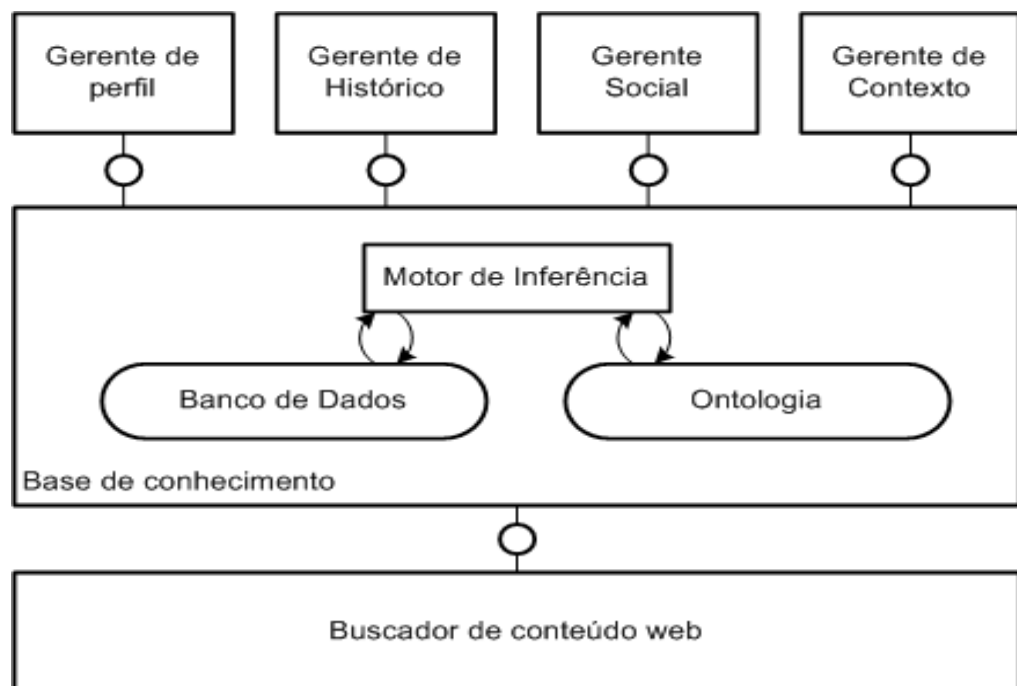 Gerente de
perfil
Gerente de
Histórico
Gerente
Social
Gerente de
Contexto
Motor de Inferência
Banco de Dados
Ontologia
Base de conhecimento
Buscador de conteúdo web